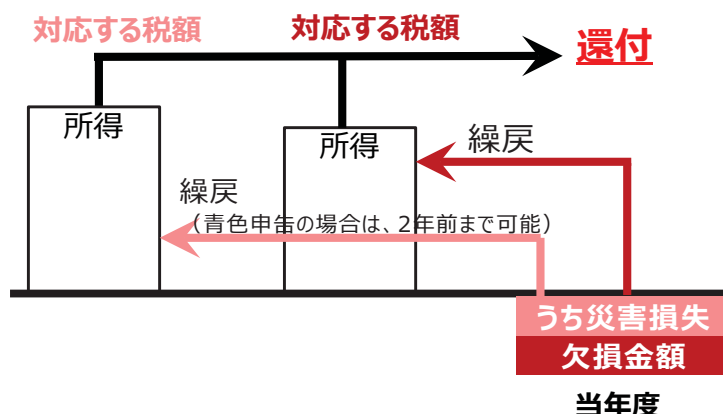 対応する税額
対応する税額
還付
所得
所得
繰戻
繰戻
（青色申告の場合は、2年前まで可能）
うち災害損失
欠損金額
当年度